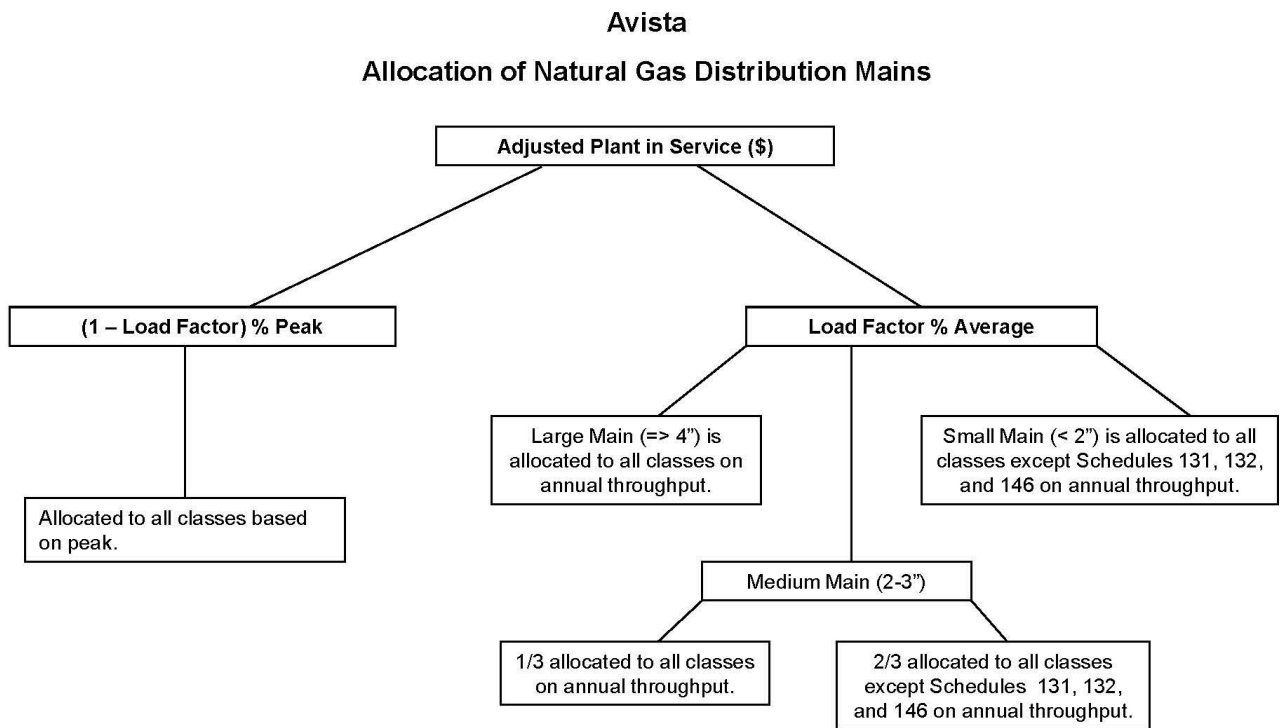 Avista
Allocation of Natural Gas Distribution Mains
Adjusted Plant in Service ($)
(1 – Load Factor) % Peak
Load Factor % Average
Large Main (=> 4”) is
allocated to all classes on
annual throughput.
Small Main (< 2”) is allocated to all
classes except Schedules 131, 132,
and 146 on annual throughput.
Allocated to all classes based
on peak.
Medium Main (2-3”)
1/3 allocated to all classes
on annual throughput.
2/3 allocated to all classes
except Schedules 131, 132,
and 146 on annual throughput.